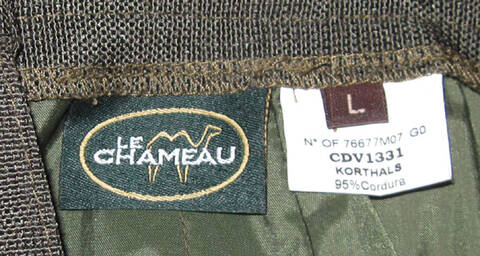 LE
CHAMEAU
L
N° OF 76677M07 G0
CDV1331
KORTHALS
95%Cordura